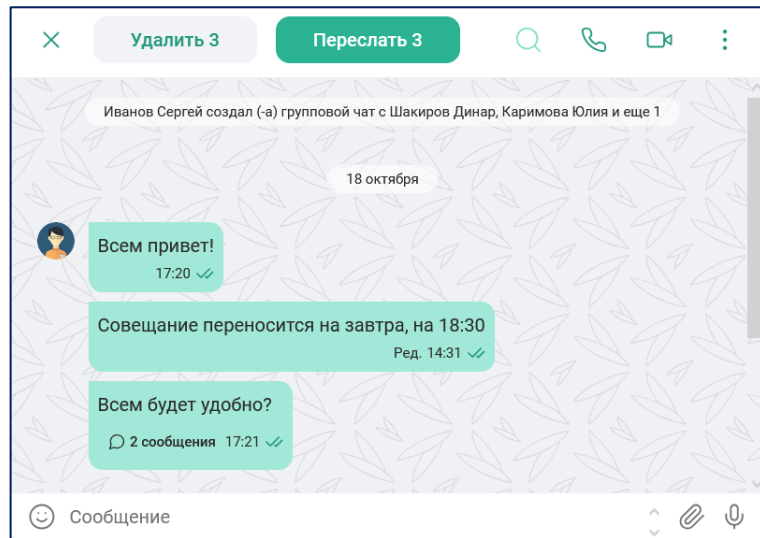 Удалить 3 Переслать 3
Иванов Сергей создал (-а) групповой чат с Шакиров Динар, Каримова Юлия и еще 1
18 октября
Всем привет!
17:20
Совещание переносится на завтра, на 18:30
Ред. 14:31
Всем будет удобно?
2 сообщения 17:21
Сообщение